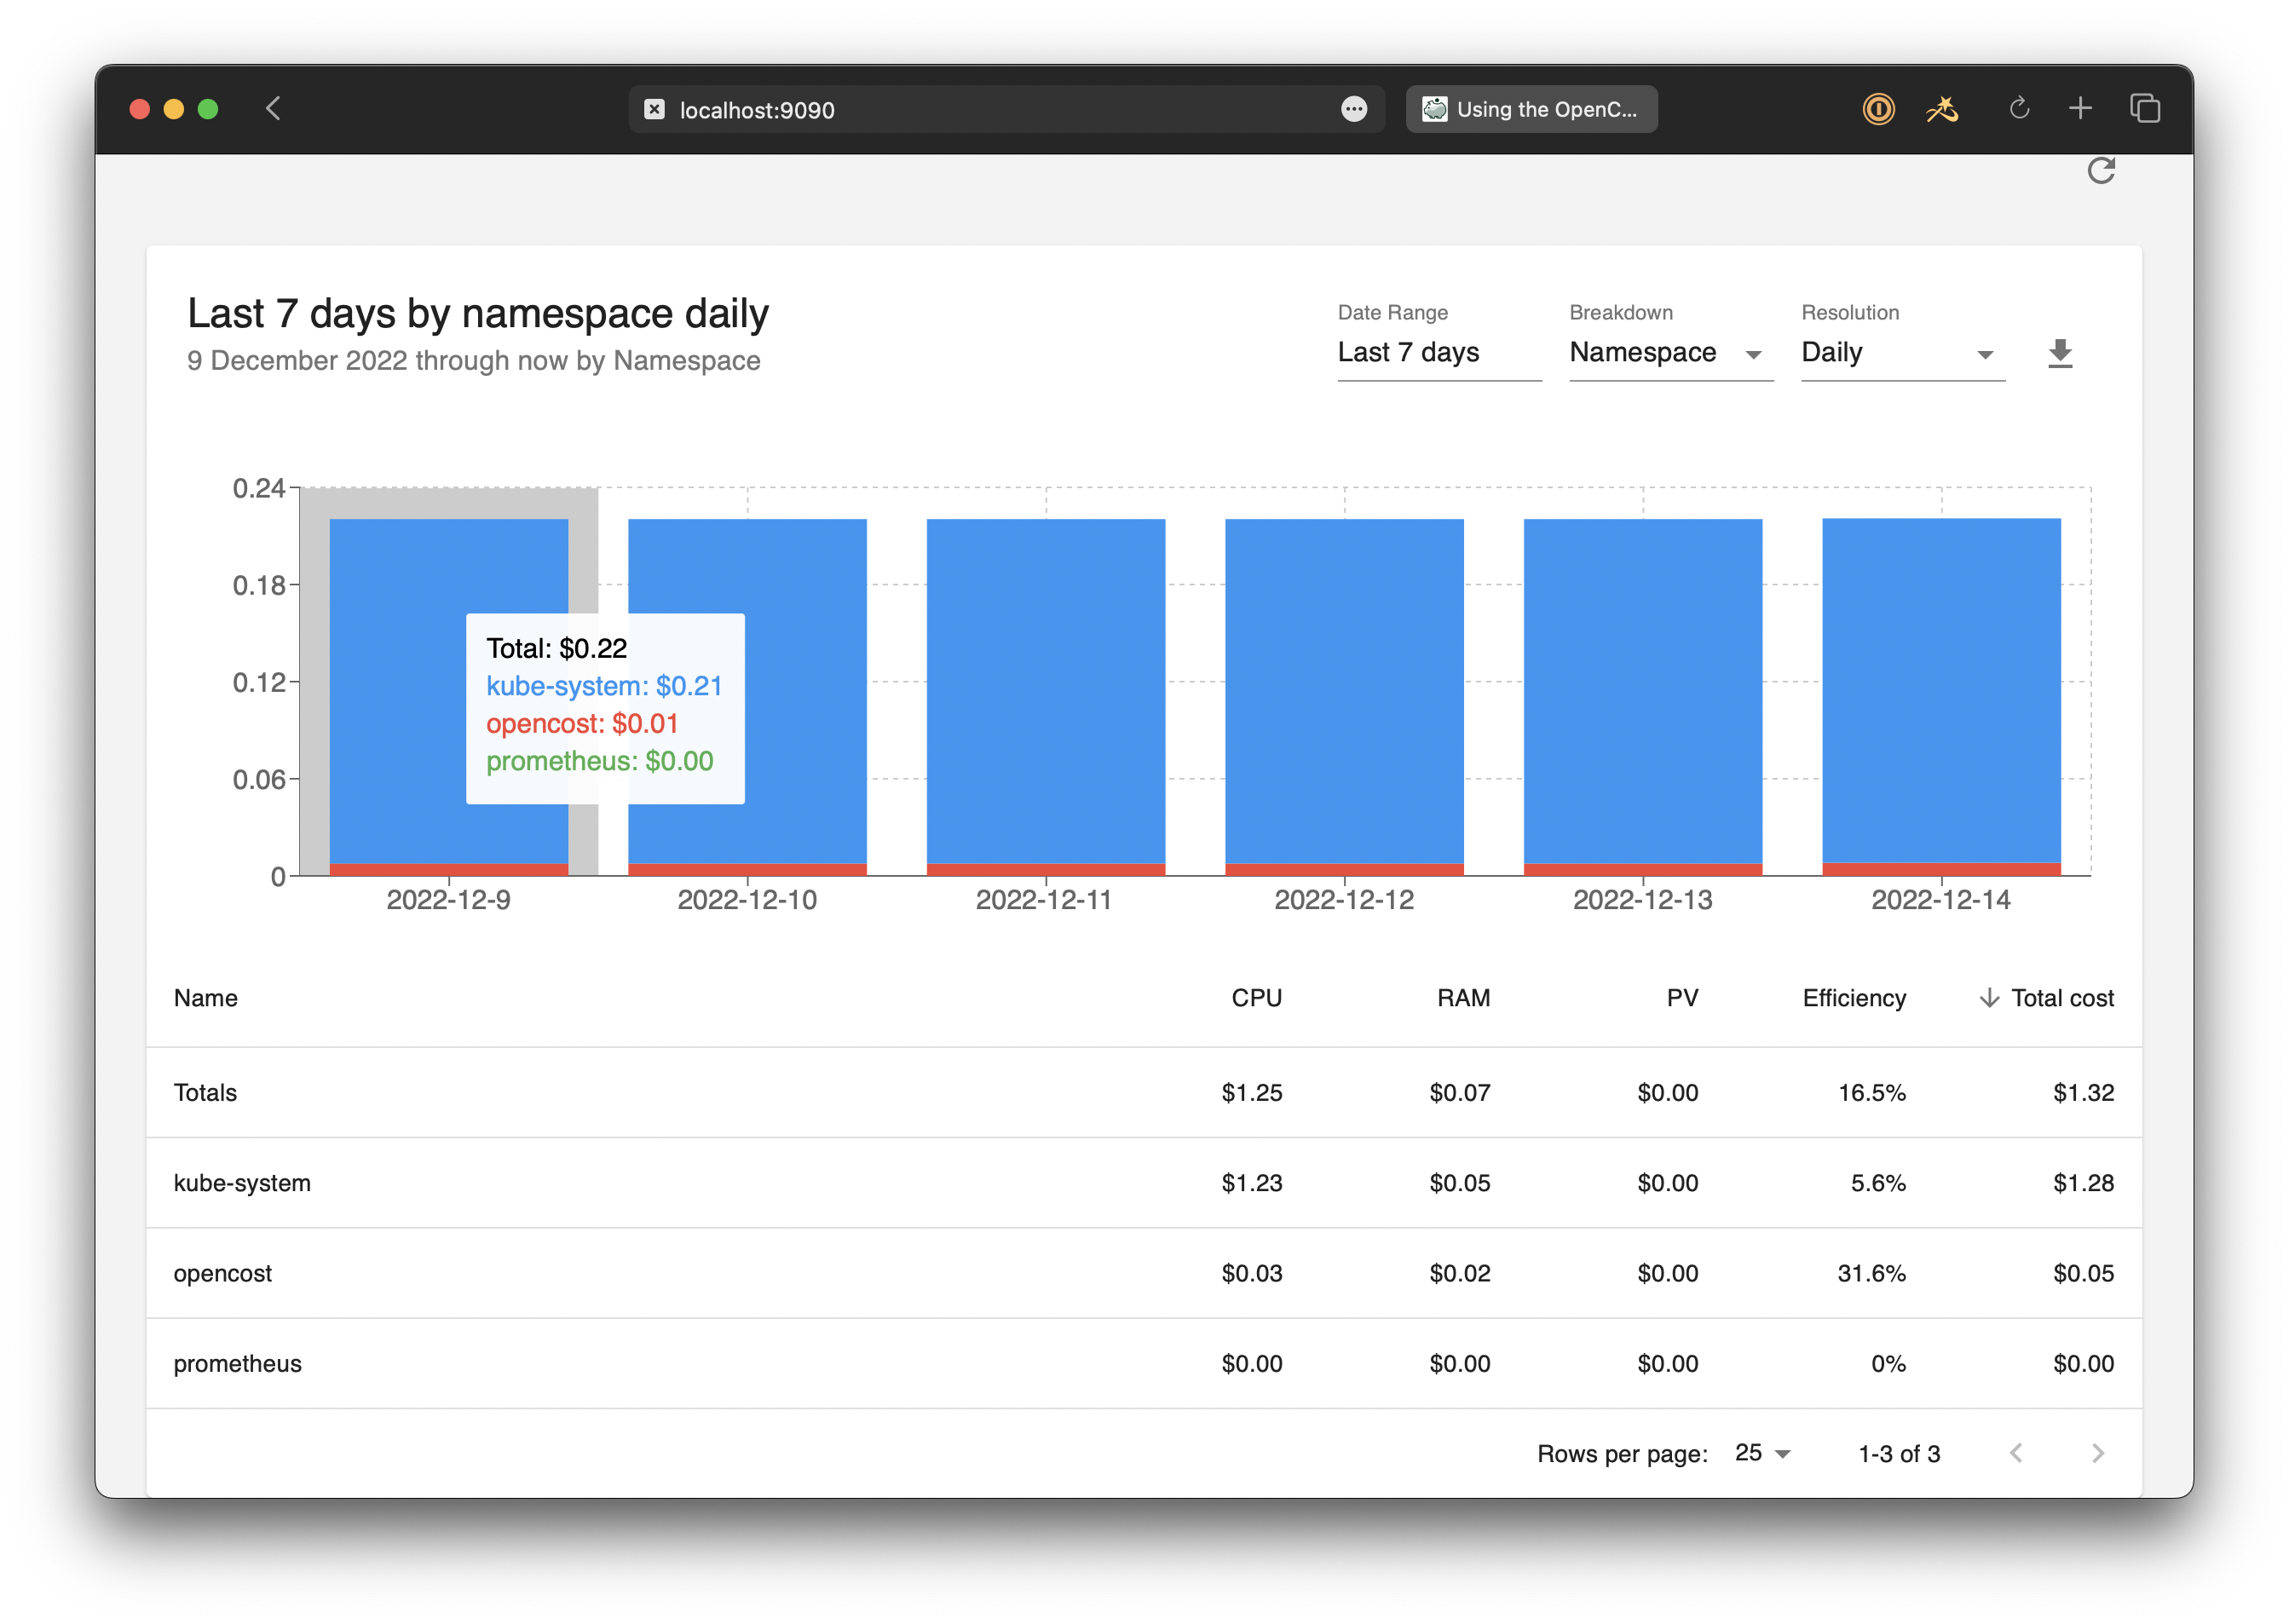 localhost:9090
Using the OpenC...
Last 7 days by namespace daily
9 December 2022 through now by Namespace
Date Range
Last 7 days
Breakdown
Namespace
Resolution
Daily
0.24
0.18
0.12
0.06
0
Total: $0.22
kube-system: $0.21
opencost: $0.01
prometheus: $0.00
2022-12-9 2022-12-10 2022-12-11 2022-12-12 2022-12-13 2022-12-14
Name CPU RAM PV Efficiency Total cost
Totals $1.25 $0.07 $0.00 16.5% $1.32
kube-system $1.23 $0.05 $0.00 5.6% $1.28
opencost $0.03 $0.02 $0.00 31.6% $0.05
prometheus $0.00 $0.00 $0.00 0% $0.00
Rows per page: 25 1-3 of 3